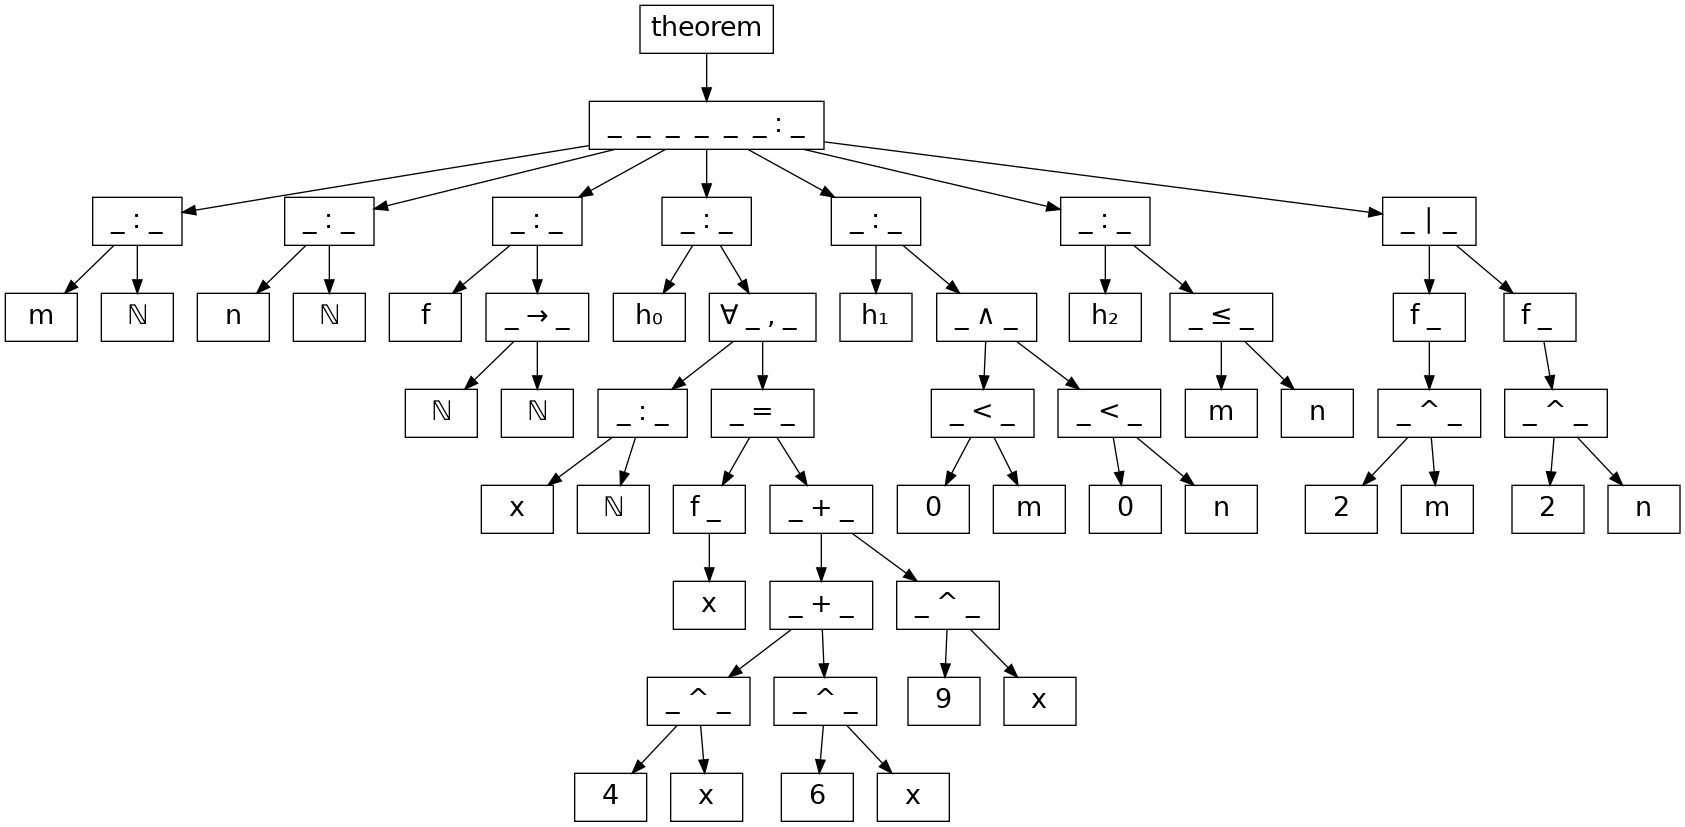 theorem
_ _ _ _ _ _ : _
_ : _ _ : _ _ : _ _ : _ _ : _ _ : _ _ | _
m ℕ n ℕ f _ → _ h₀ ∀ _ , _ h₁ _ ∧ _ h₂ _ ≤ _ f _ f _
ℕ ℕ _ : _ _ = _ _ < _ _ < _ m n _ ^ _ _ ^ _
x ℕ f _ _ + _ 0 m 0 n 2 m 2 n
x _ + _ _ ^ _
_ ^ _ _ ^ _ 9 x
4 x 6 x